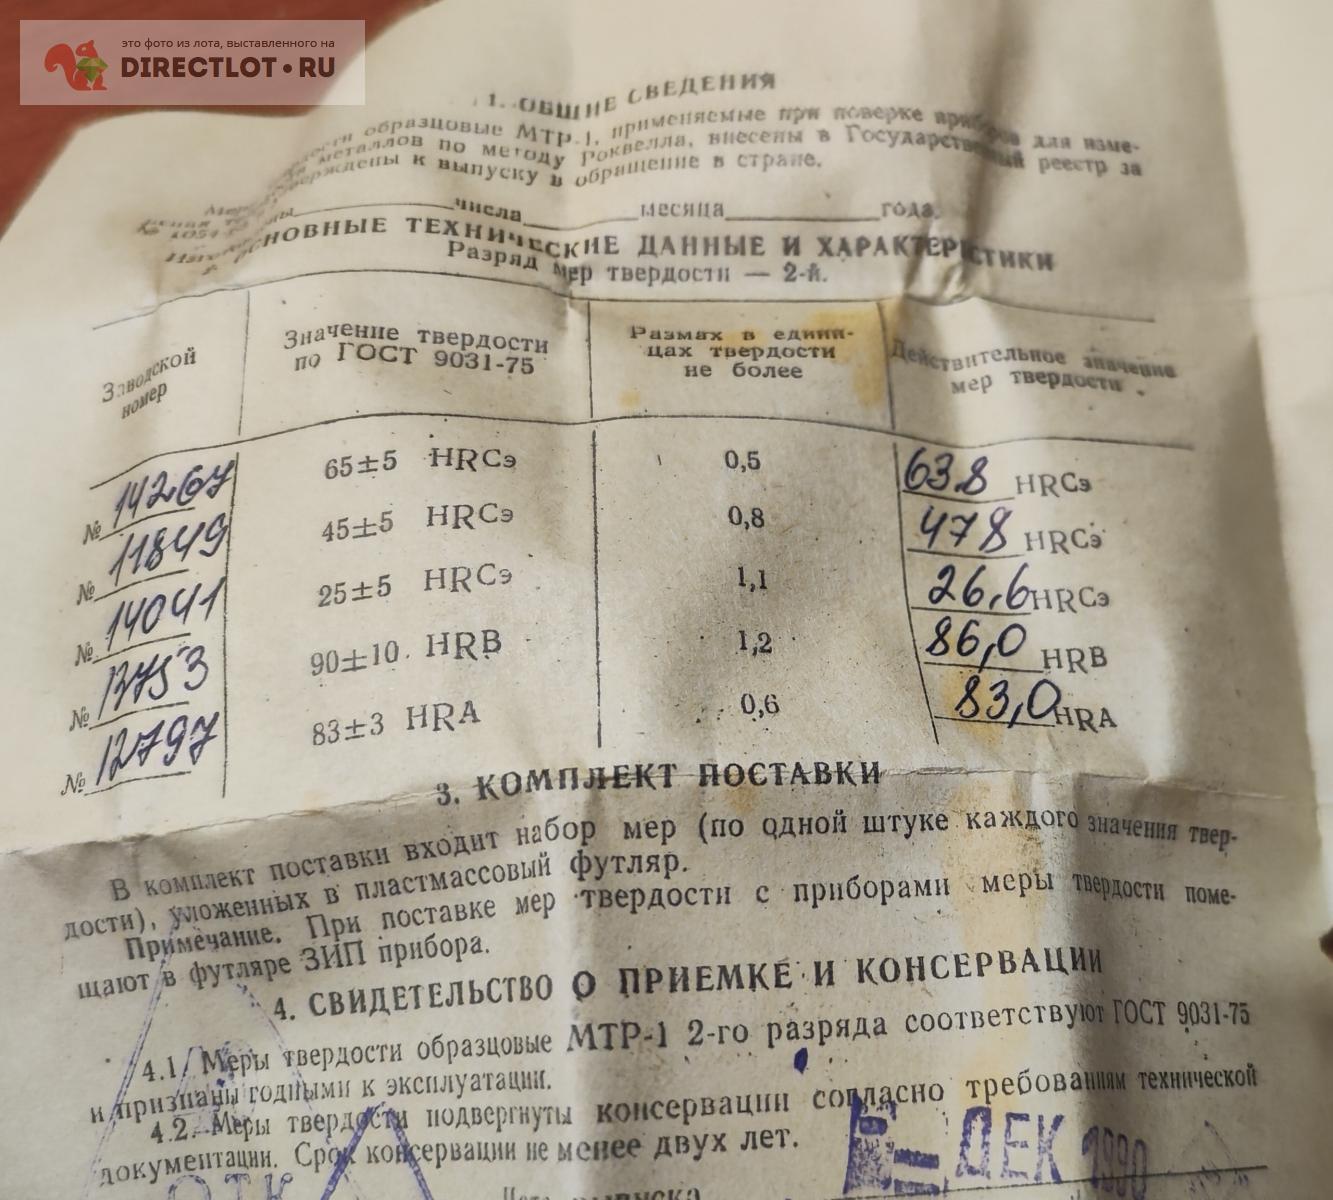 это фото из лота, выставленного на
DIRECTLOT.RU
1. ОБЩИЕ СВЕДЕНИЯ
образцовые МТР-1, применяемые при поверке приборов для изме-
металлов по методу Роквелла, внесены в Государственный реестр за
к выпуску в обращение в стране.
числа месяца года.
ОСНОВНЫЕ ТЕХНИЧЕСКИЕ ДАННЫЕ И ХАРАКТЕРИСТИКИ
Разряд мер твердости — 2-й.
Заводской номер
Значение твердости по ГОСТ 9031-75
Размах в едини-цах твердости не более
Действительное значение мер твердости
№ 14267 65±5 HRCэ 0,5 63.8 HRCэ
№ 11849 45±5 HRCэ 0,8 478 HRCэ
№ 14041 25±5 HRCэ 1,1 26,6 HRCэ
№ 90±10 HRB 1,2 86,0 HRB
№ 12797 83±3 HRA 0,6 83,0 HRA
3. КОМПЛЕКТ ПОСТАВКИ
В комплект поставки входит набор мер (по одной штуке каждого значения твер-
дости), уложенных в пластмассовый футляр.
Примечание. При поставке мер твердости с приборами меры твердости поме-
щают в футляре ЗИП прибора.
4. СВИДЕТЕЛЬСТВО О ПРИЕМКЕ И КОНСЕРВАЦИИ
4.1. Меры твердости образцовые МТР-1 2-го разряда соответствуют ГОСТ 9031-75
и признаны годными к эксплуатации.
4.2. Меры твердости подвергнуты консервации согласно требованиям технической
документации. Срок консервации не менее двух лет.
ДЕК 1990
ОТК
выпуска